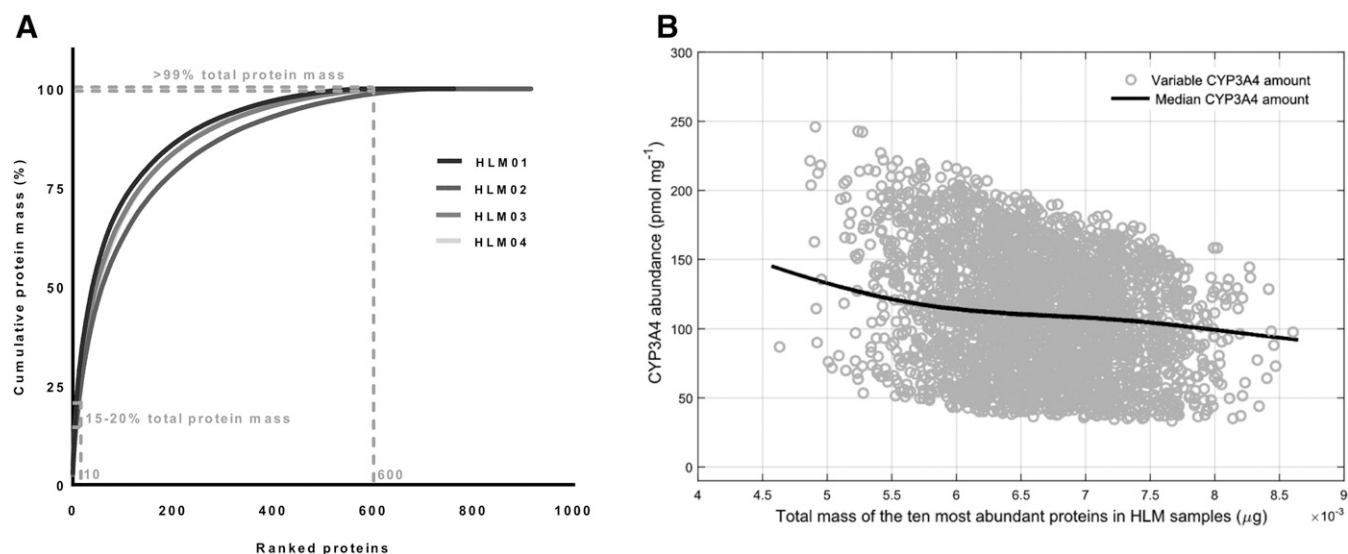 A
Cumulative protein mass (%)
100
75
50
25
0
>99% total protein mass
15-20% total protein mass
10
600
HLM01
HLM02
HLM03
HLM04
0
200
400
600
800
1000
Ranked proteins
B
CYP3A4 abundance (pmol mg⁻¹)
300
250
200
150
100
50
0
Variable CYP3A4 amount
Median CYP3A4 amount
4
4.5
5
5.5
6
6.5
7
7.5
8
8.5
9
×10⁻³
Total mass of the ten most abundant proteins in HLM samples (μg)